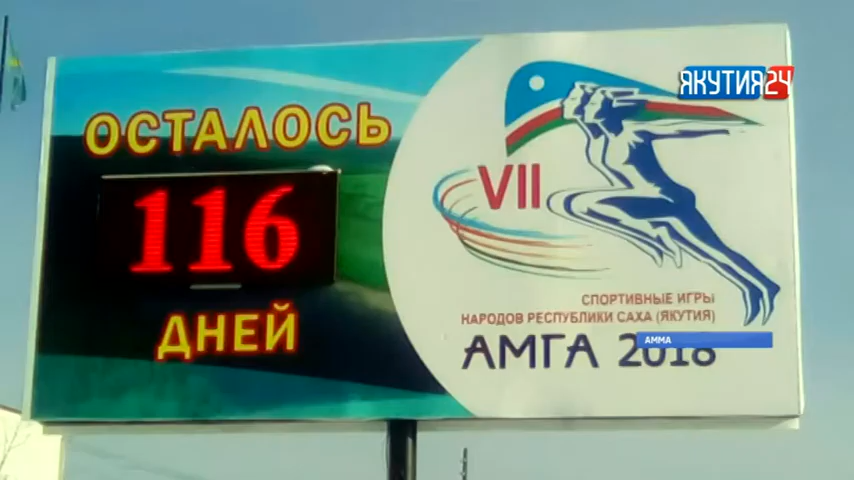 ОСТАЛОСЬ
116
ДНЕЙ
ЯКУТИЯ24
VII
СПОРТИВНЫЕ ИГРЫ
НАРОДОВ РЕСПУБЛИКИ САХА (ЯКУТИЯ)
АМГА 2018
АММА